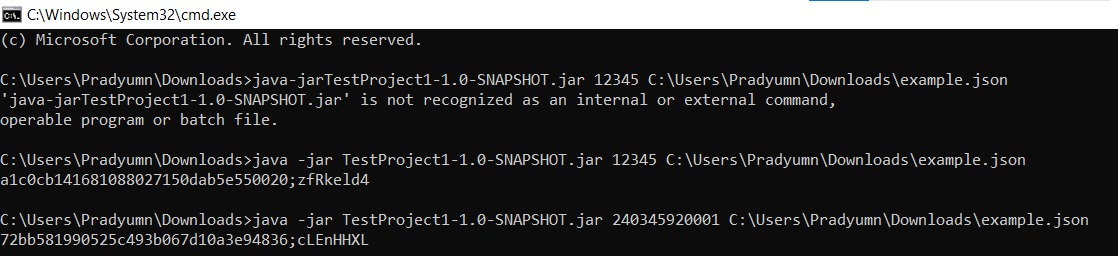 C:\Windows\System32\cmd.exe
(c) Microsoft Corporation. All rights reserved.
C:\Users\Pradyumn\Downloads>java-jarTestProject1-1.0-SNAPSHOT.jar 12345 C:\Users\Pradyumn\Downloads\example.json
'java-jarTestProject1-1.0-SNAPSHOT.jar' is not recognized as an internal or external command,
operable program or batch file.
C:\Users\Pradyumn\Downloads>java -jar TestProject1-1.0-SNAPSHOT.jar 12345 C:\Users\Pradyumn\Downloads\example.json
a1c0cb141681088027150dab5e550020;zfRkeld4
C:\Users\Pradyumn\Downloads>java -jar TestProject1-1.0-SNAPSHOT.jar 240345920001 C:\Users\Pradyumn\Downloads\example.json
72bb581990525c493b067d10a3e94836;cLEnHHXL